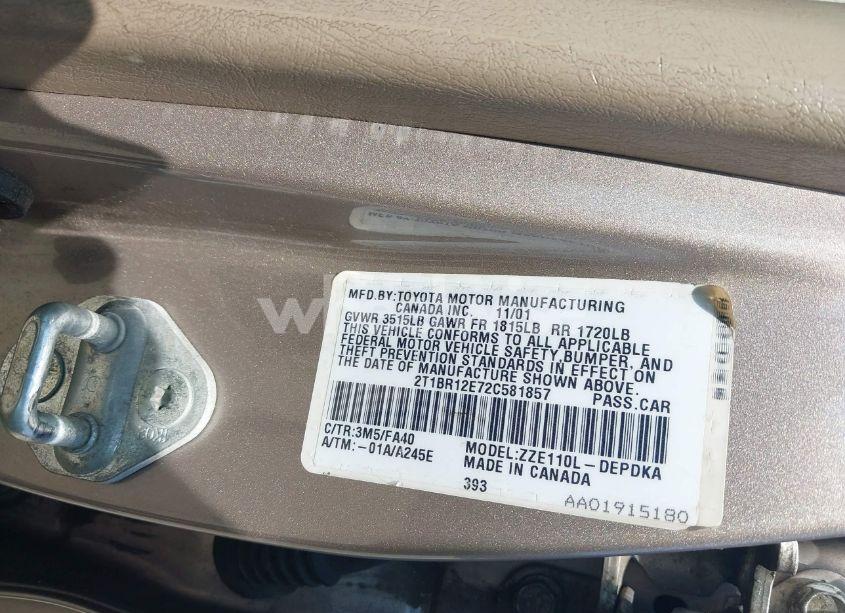 MFD.BY:TOYOTA MOTOR MANUFACTURING
CANADA INC. 11/01
GVWR 3515LB GAWR FR 1815LB RR 1720LB
THIS VEHICLE CONFORMS TO ALL APPLICABLE
FEDERAL MOTOR VEHICLE SAFETY,BUMPER, AND
THEFT PREVENTION STANDARDS IN EFFECT ON
THE DATE OF MANUFACTURE SHOWN ABOVE.
2T1BR12E72C581857 PASS.CAR
C/TR:3M5/FA40
A/TM:-01A/A245E
MODEL:ZZE110L-DEPDKA
MADE IN CANADA
393
AA01915180